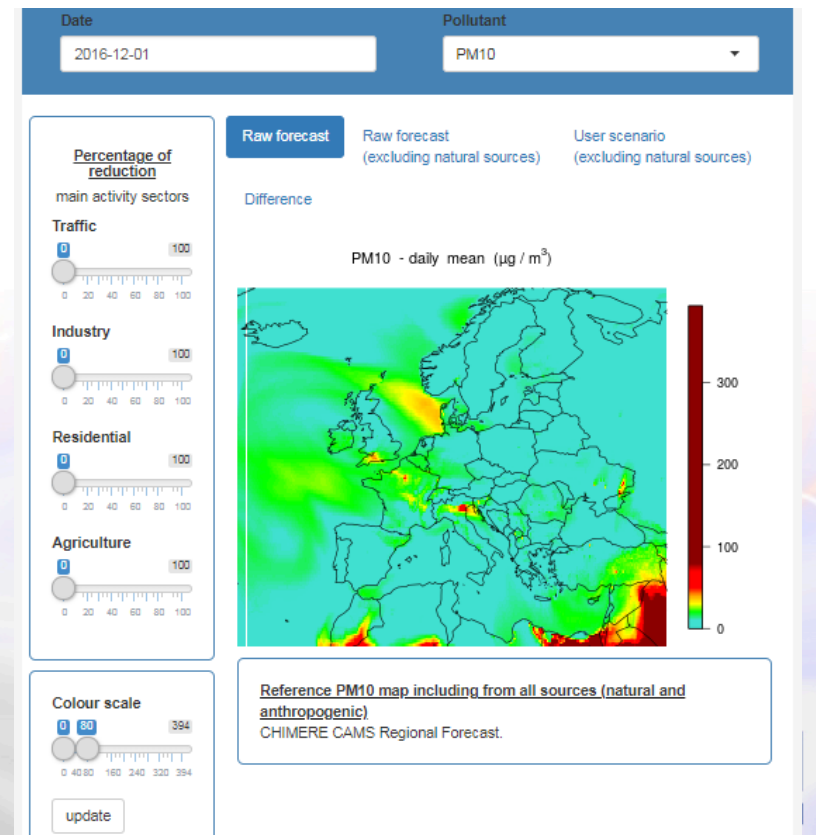 Date
Pollutant
2016-12-01
PM10
Percentage of
reduction
main activity sectors
Traffic
0 100
0 20 40 60 80 100
Industry
0 100
0 20 40 60 80 100
Residential
0 100
0 20 40 60 80 100
Agriculture
0 100
0 20 40 60 80 100
Colour scale
0 80 394
0 40 80 160 240 320 394
update
Raw forecast
Raw forecast
(excluding natural sources)
User scenario
(excluding natural sources)
Difference
PM10 - daily mean (µg / m³)
300
200
100
0
Reference PM10 map including from all sources (natural and
anthropogenic)
CHIMERE CAMS Regional Forecast.